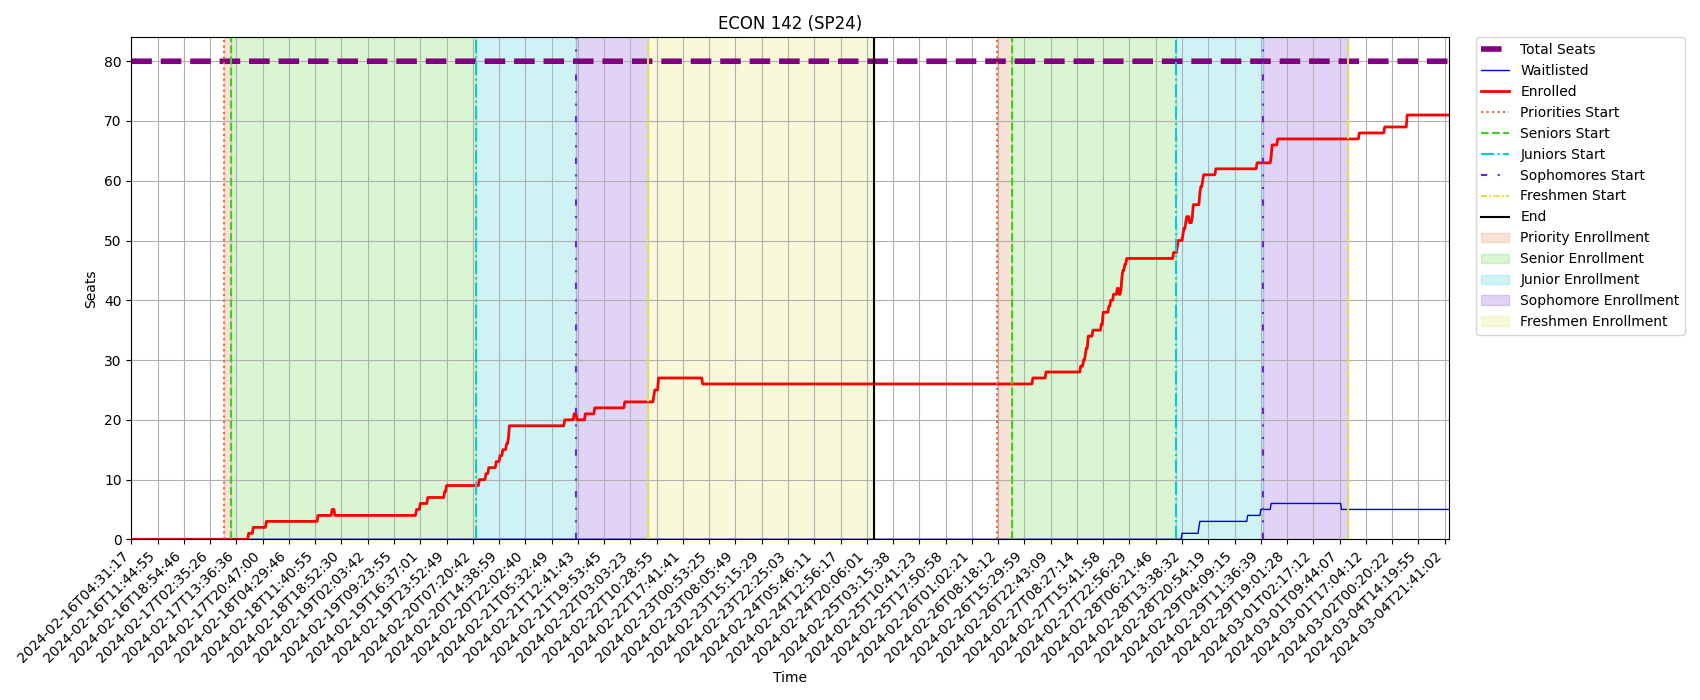 ECON 142 (SP24)
Seats
80
70
60
50
40
30
20
10
0
2024-02-16T04:31:17
2024-02-16T11:44:55
2024-02-16T18:54:46
2024-02-17T02:35:26
2024-02-17T13:36:36
2024-02-17T20:47:00
2024-02-18T04:29:46
2024-02-18T11:40:55
2024-02-18T18:52:30
2024-02-19T02:03:42
2024-02-19T09:23:55
2024-02-19T16:37:01
2024-02-19T23:52:49
2024-02-20T07:20:42
2024-02-20T14:38:59
2024-02-20T22:02:40
2024-02-21T05:32:49
2024-02-21T12:41:43
2024-02-21T19:53:45
2024-02-22T03:03:23
2024-02-22T10:28:55
2024-02-22T17:41:41
2024-02-23T00:53:25
2024-02-23T08:05:49
2024-02-23T15:15:29
2024-02-23T22:25:03
2024-02-24T05:46:11
2024-02-24T12:56:17
2024-02-24T20:06:01
2024-02-25T03:15:38
2024-02-25T10:41:23
2024-02-25T17:50:58
2024-02-26T01:02:21
2024-02-26T08:18:12
2024-02-26T15:29:59
2024-02-26T22:43:09
2024-02-27T08:27:14
2024-02-27T15:41:58
2024-02-27T22:56:29
2024-02-28T06:21:46
2024-02-28T13:38:32
2024-02-28T20:54:19
2024-02-29T04:09:15
2024-02-29T11:36:39
2024-02-29T19:01:28
2024-03-01T02:17:12
2024-03-01T09:44:07
2024-03-01T17:04:12
2024-03-02T00:20:22
2024-03-04T14:19:55
2024-03-04T21:41:02
Time
Total Seats
Waitlisted
Enrolled
Priorities Start
Seniors Start
Juniors Start
Sophomores Start
Freshmen Start
End
Priority Enrollment
Senior Enrollment
Junior Enrollment
Sophomore Enrollment
Freshmen Enrollment